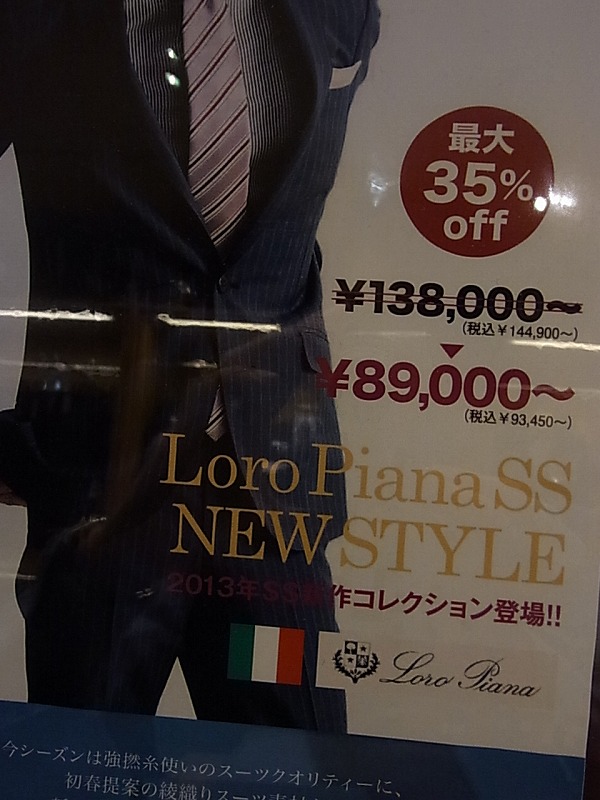 最大
35%
off
¥138,000~
(税込¥144,900~)
▼
¥89,000~
(税込¥93,450~)
Loro Piana SS
NEW STYLE
2013年SS新作コレクション登場!!
Loro Piana
今シーズンは強撚糸使いのスーツクオリティーに、
初春提案の綾織りスーツ素材